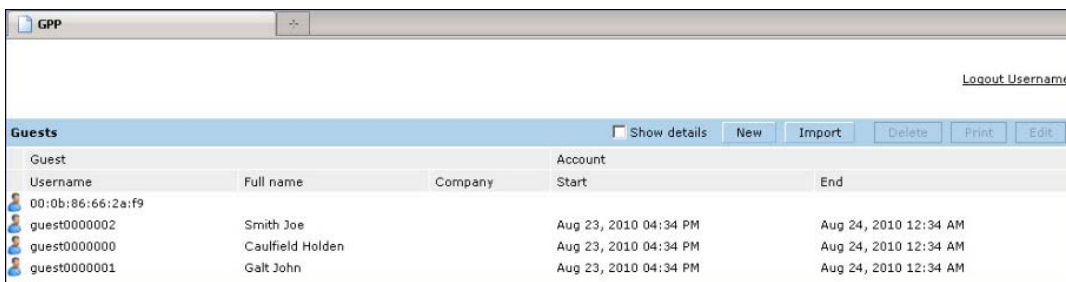 GPP
Logout Username
Guests Show details New Import Delete Print Edit
Guest Account
Username Full name Company Start End
00:0b:86:66:2a:f9
guest0000002 Smith Joe Aug 23, 2010 04:34 PM Aug 24, 2010 12:34 AM
guest0000000 Caulfield Holden Aug 23, 2010 04:34 PM Aug 24, 2010 12:34 AM
guest0000001 Galt John Aug 23, 2010 04:34 PM Aug 24, 2010 12:34 AM